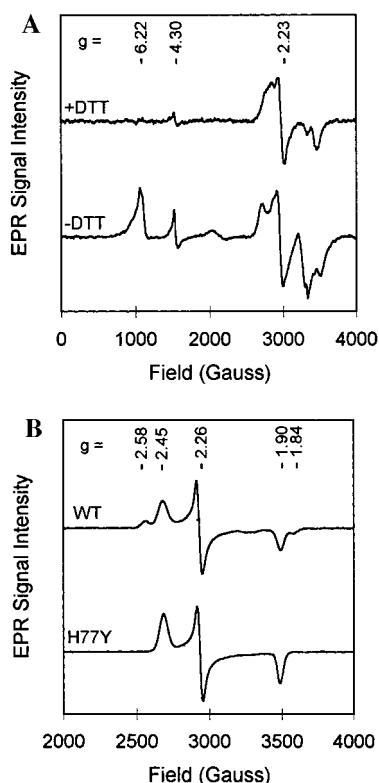 A
g =
- 6.22
- 4.30
- 2.23
+DTT
-DTT
EPR Signal Intensity
0 1000 2000 3000 4000
Field (Gauss)
B
g =
- 2.58
- 2.45
- 2.26
- 1.90
- 1.84
WT
H77Y
EPR Signal Intensity
2000 2500 3000 3500 4000
Field (Gauss)